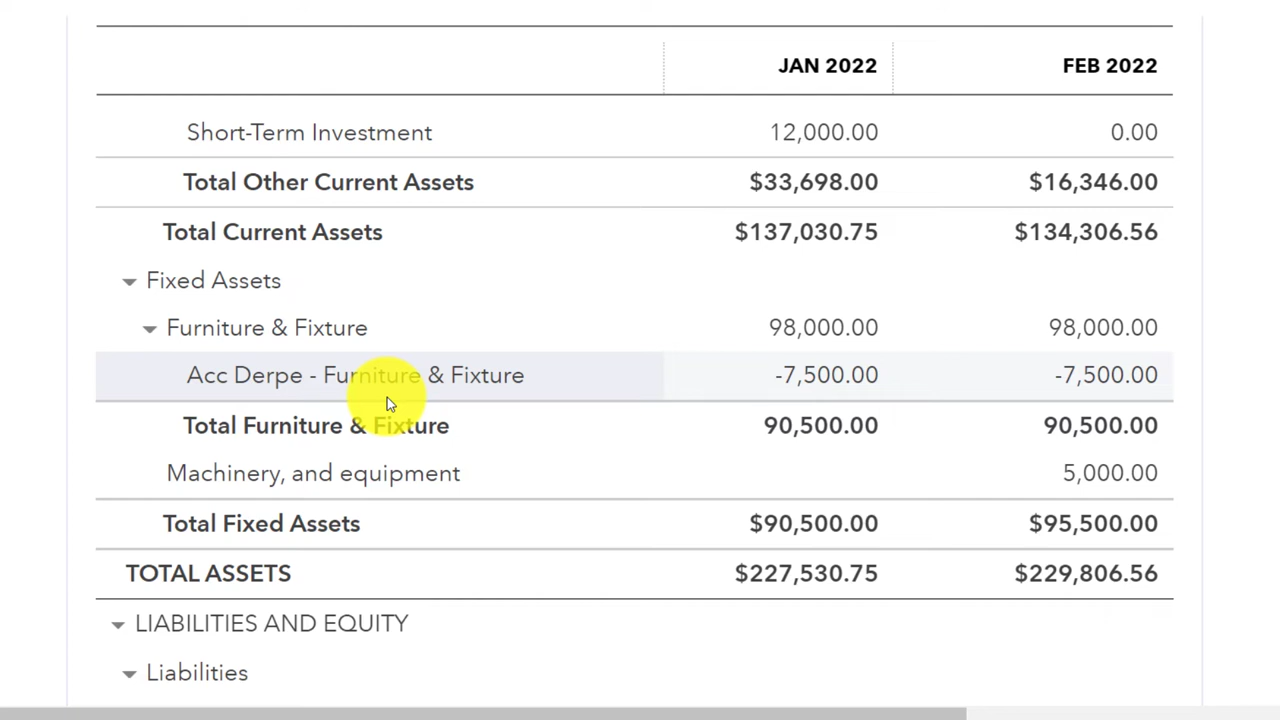 JAN 2022 FEB 2022
Short-Term Investment 12,000.00 0.00
Total Other Current Assets $33,698.00 $16,346.00
Total Current Assets $137,030.75 $134,306.56
Fixed Assets
Furniture & Fixture 98,000.00 98,000.00
Acc Derpe - Furniture & Fixture -7,500.00 -7,500.00
Total Furniture & Fixture 90,500.00 90,500.00
Machinery, and equipment 5,000.00
Total Fixed Assets $90,500.00 $95,500.00
TOTAL ASSETS $227,530.75 $229,806.56
LIABILITIES AND EQUITY
Liabilities